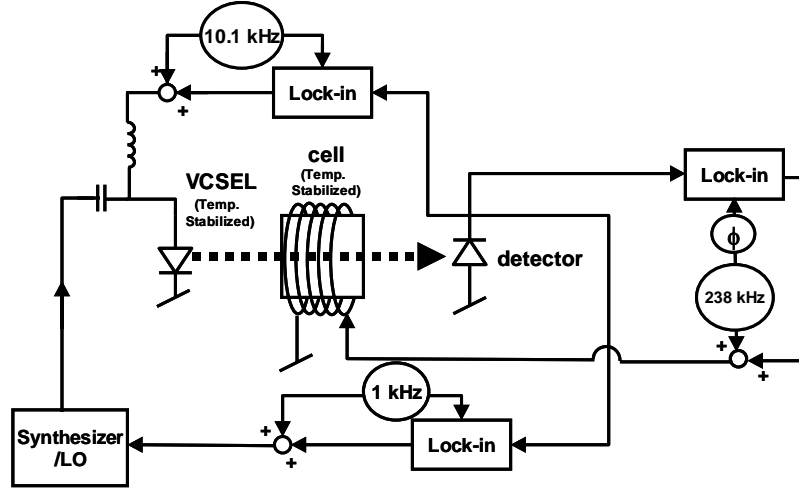 10.1 kHz
+
+
Lock-in
cell
(Temp.
Stabilized)
VCSEL
(Temp.
Stabilized)
Lock-in
ϕ
detector
238 kHz
+
+
1 kHz
+
+
Lock-in
Synthesizer
/LO